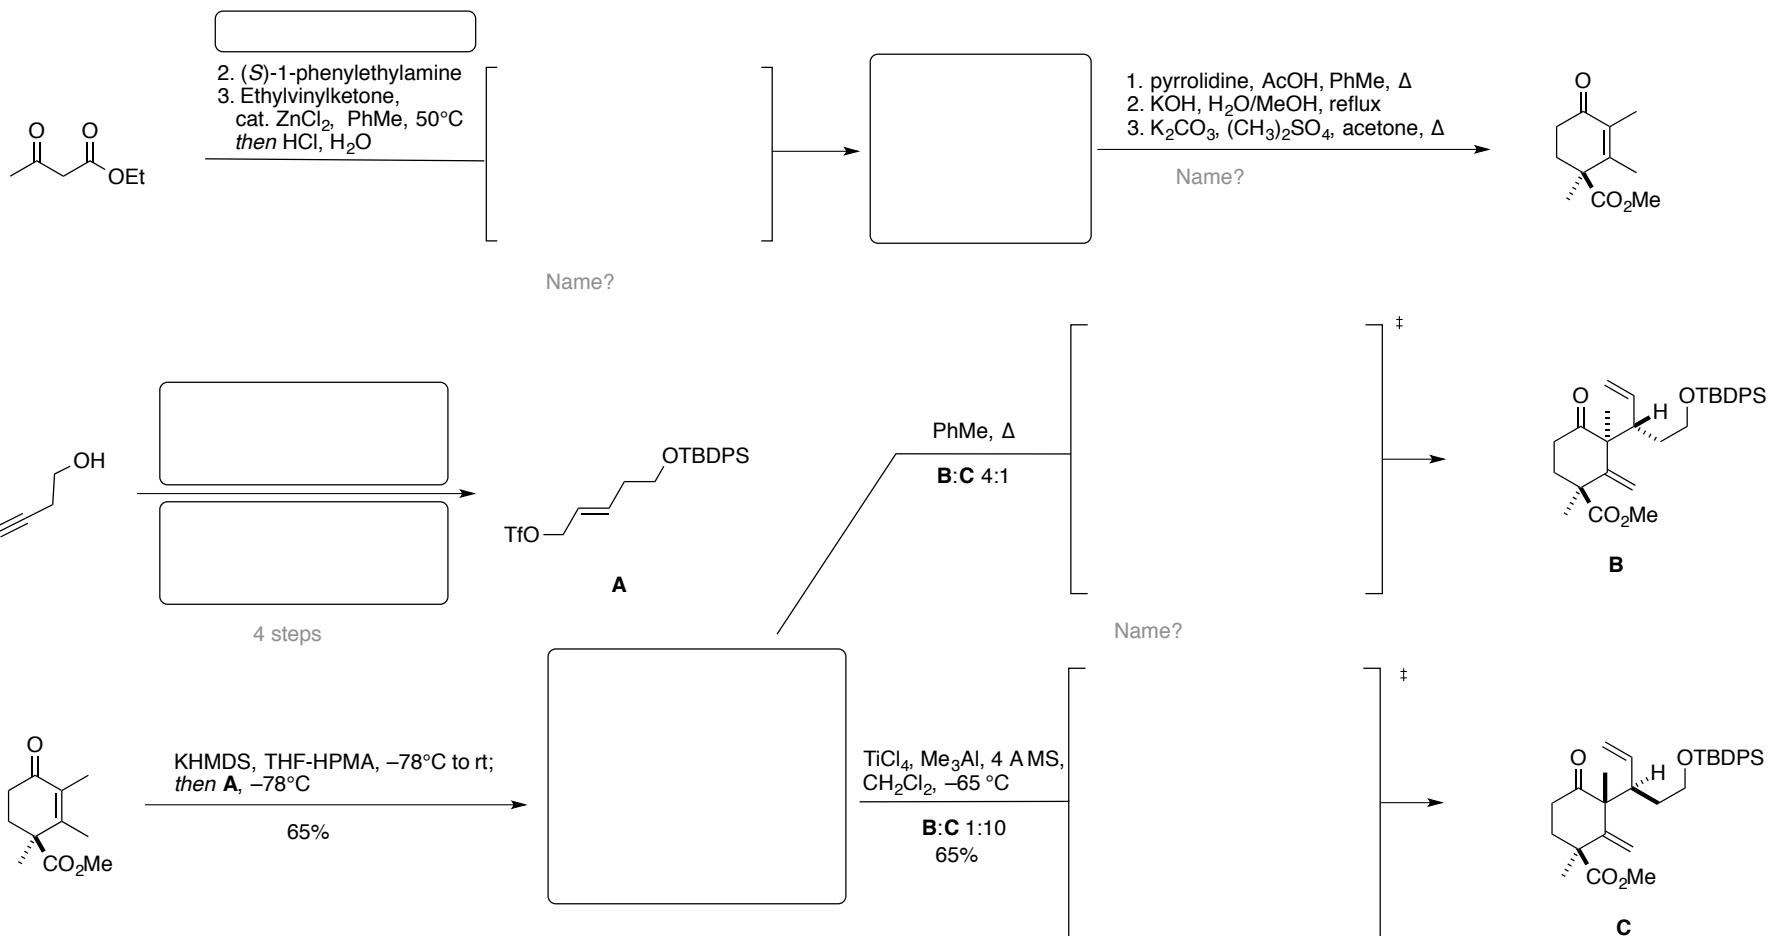 2. (S)-1-phenylethylamine
3. Ethylvinylketone,
cat. ZnCl₂, PhMe, 50°C
then HCl, H₂O
O O
OEt
Name?
1. pyrrolidine, AcOH, PhMe, Δ
2. KOH, H₂O/MeOH, reflux
3. K₂CO₃, (CH₃)₂SO₄, acetone, Δ
Name?
O
CO₂Me
OH
4 steps
OTBDPS
TfO
A
PhMe, Δ
B:C 4:1
‡
Name?
O
H
OTBDPS
CO₂Me
B
O
CO₂Me
KHMDS, THF-HPMA, –78°C to rt;
then A, –78°C
65%
TiCl₄, Me₃Al, 4 A MS,
CH₂Cl₂, –65 °C
B:C 1:10
65%
‡
O
H
OTBDPS
CO₂Me
C